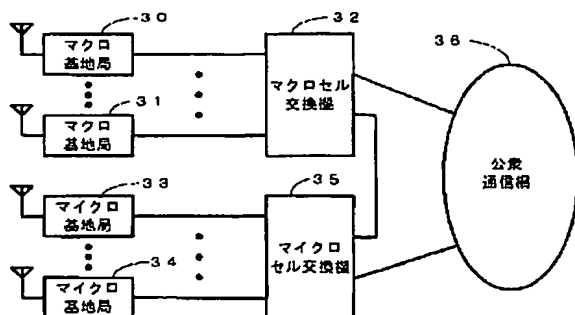 30
マクロ
基地局
31
マクロ
基地局
32
マクロセル
交換機
33
マイクロ
基地局
34
マイクロ
基地局
35
マイクロ
セル交換機
36
公衆
通信網